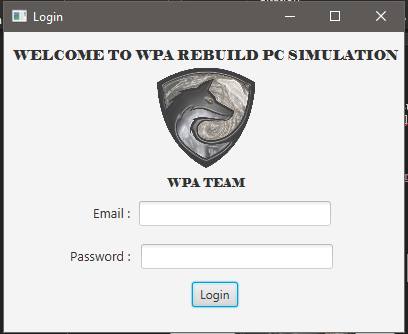 Login
WELCOME TO WPA REBUILD PC SIMULATION
WPA TEAM
Email :
Password :
Login